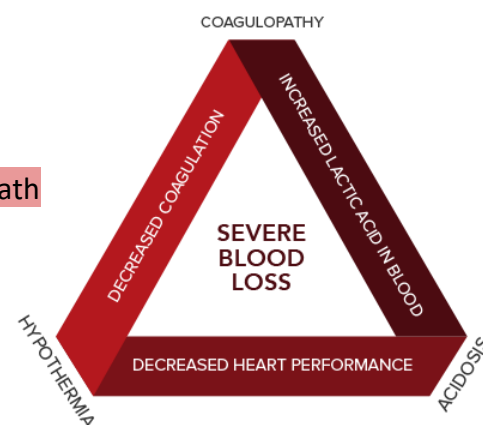 COAGULOPATHY
DECREASED COAGULATION
INCREASED LACTIC ACID IN BLOOD
ath
SEVERE
BLOOD
LOSS
HYPOTHERMIA
DECREASED HEART PERFORMANCE
ACIDOSIS